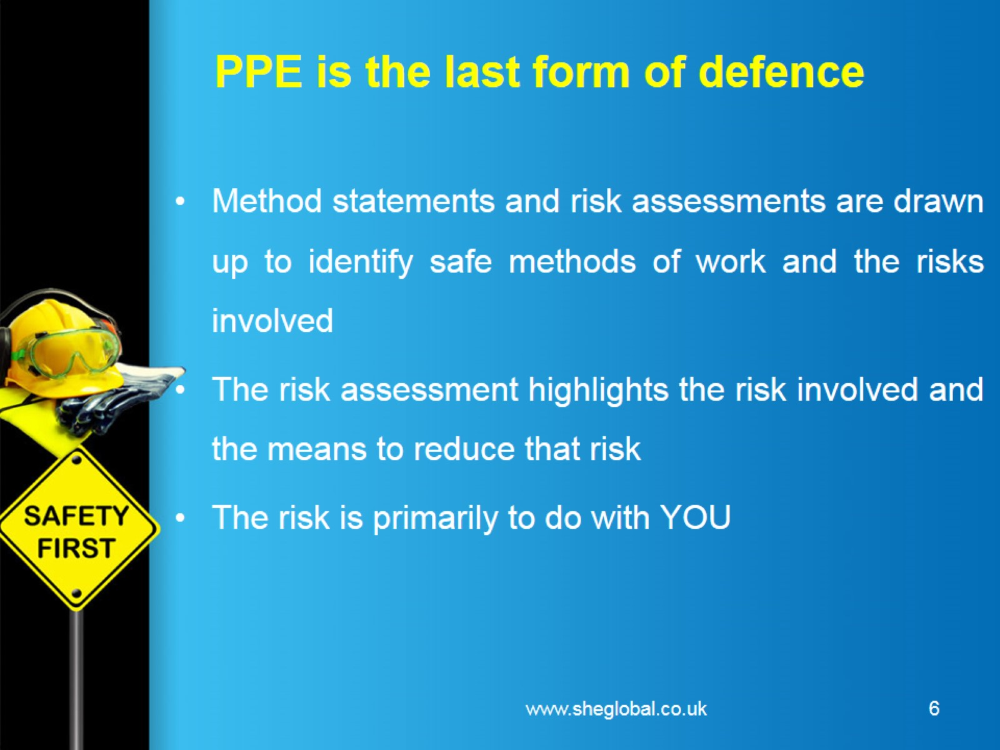 PPE is the last form of defence
• Method statements and risk assessments are drawn
up to identify safe methods of work and the risks
involved
• The risk assessment highlights the risk involved and
the means to reduce that risk
• The risk is primarily to do with YOU
SAFETY
FIRST
www.sheglobal.co.uk
6